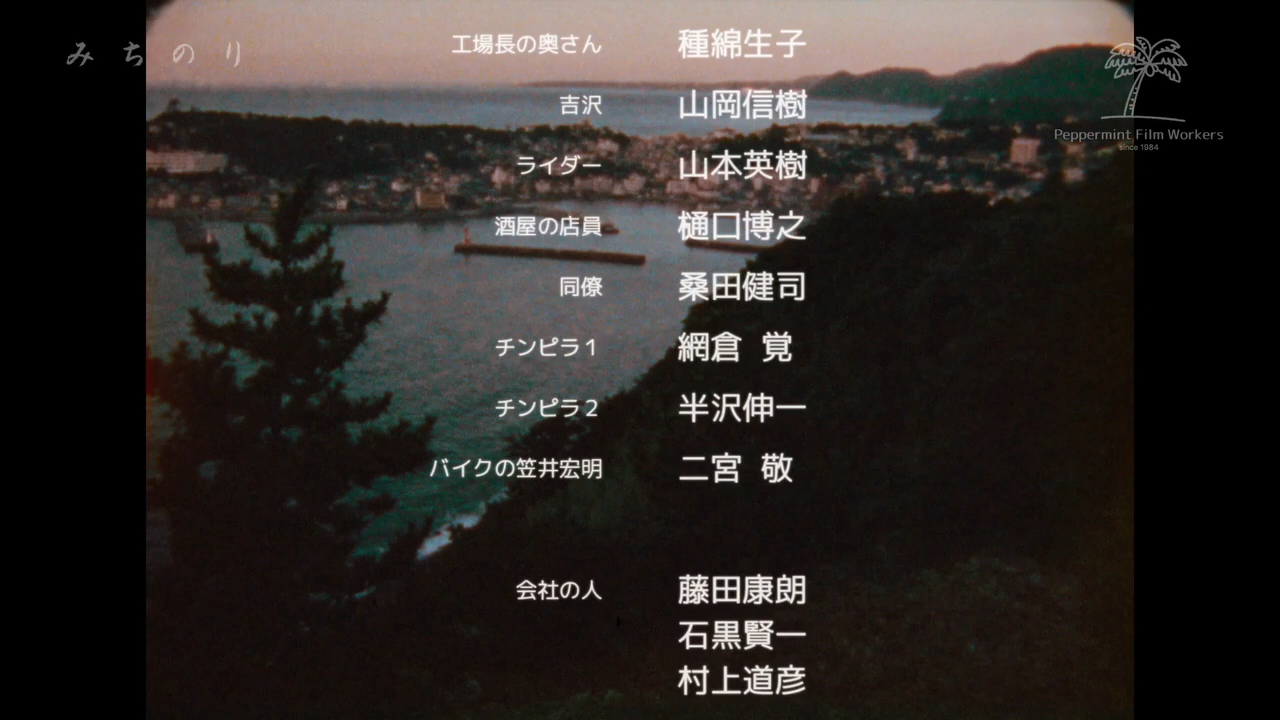 みちのり
Peppermint Film Workers
since 1984
工場長の奥さん 種綿生子
吉沢 山岡信樹
ライダー 山本英樹
酒屋の店員 樋口博之
同僚 桑田健司
チンピラ1 網倉 覚
チンピラ2 半沢伸一
バイクの笠井宏明 二宮 敬
会社の人 藤田康朗
石黒賢一
村上道彦